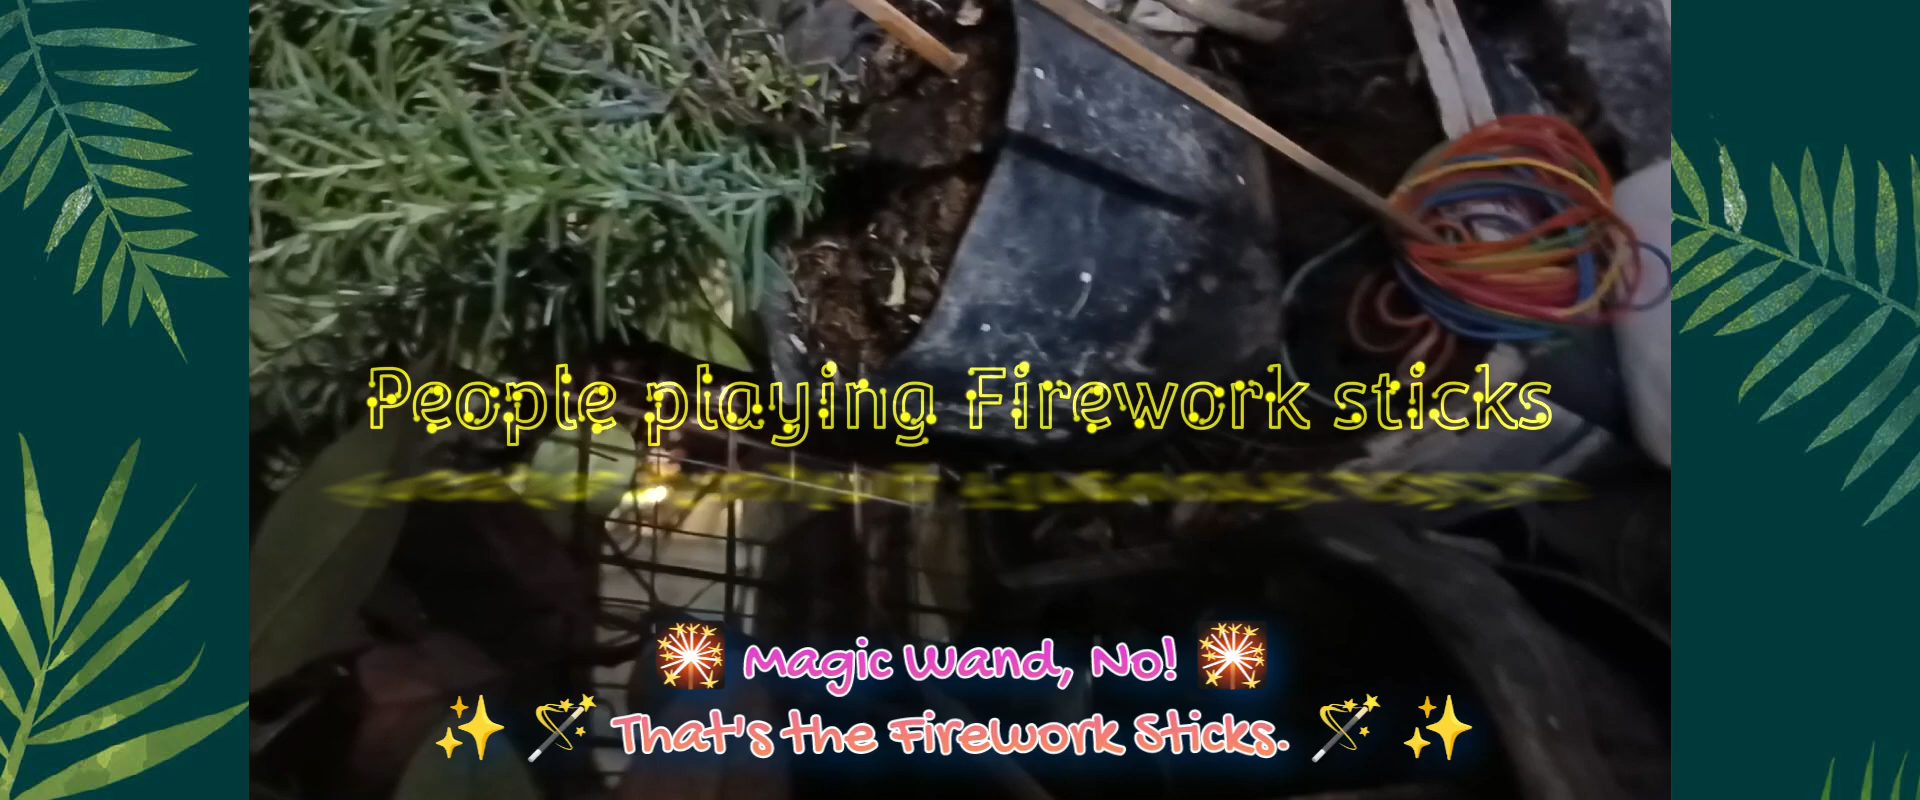 People playing Firework sticks
🎇 Magic Wand, No! 🎇
✨ 🪄 That's the Firework Sticks. 🪄 ✨